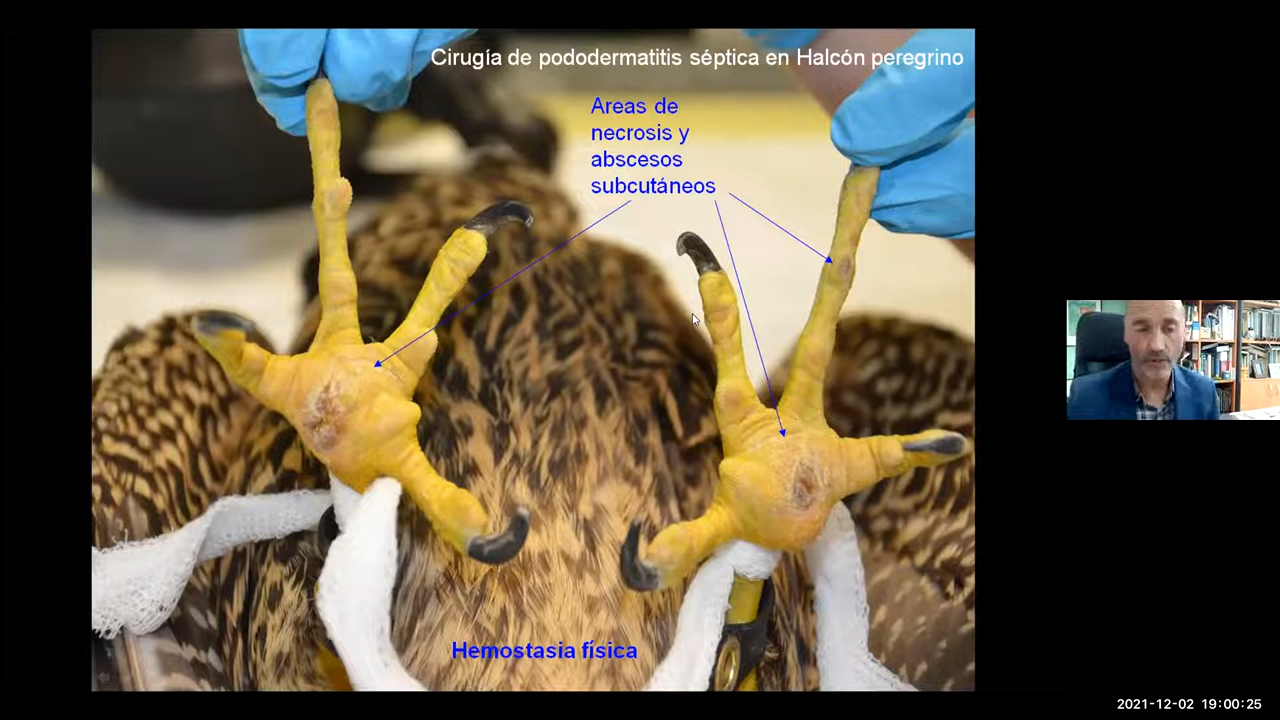 Cirugía de pododermatitis séptica en Halcón peregrino
Areas de
necrosis y
abscesos
subcutáneos
Hemostasia física
2021-12-02 19:00:25